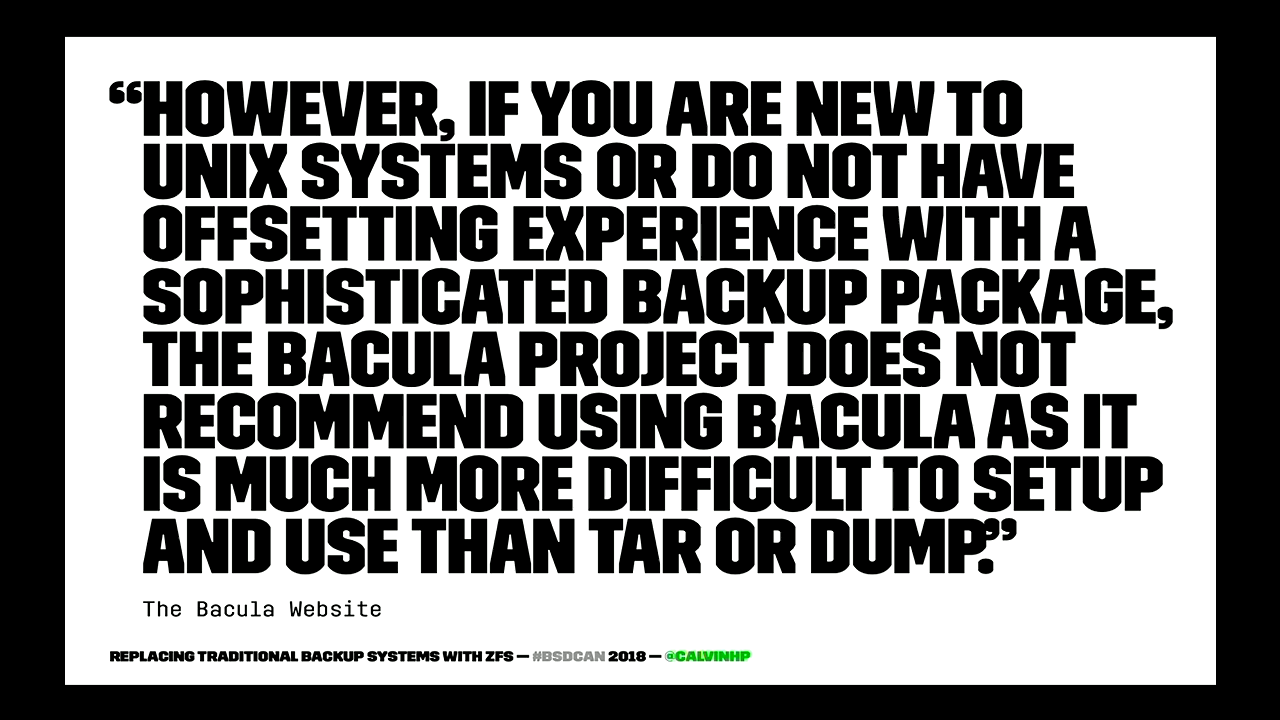 “HOWEVER, IF YOU ARE NEW TO
UNIX SYSTEMS OR DO NOT HAVE
OFFSETTING EXPERIENCE WITH A
SOPHISTICATED BACKUP PACKAGE,
THE BACULA PROJECT DOES NOT
RECOMMEND USING BACULA AS IT
IS MUCH MORE DIFFICULT TO SETUP
AND USE THAN TAR OR DUMP.”
The Bacula Website
REPLACING TRADITIONAL BACKUP SYSTEMS WITH ZFS — #BSDCAN 2018 — @CALVINHP